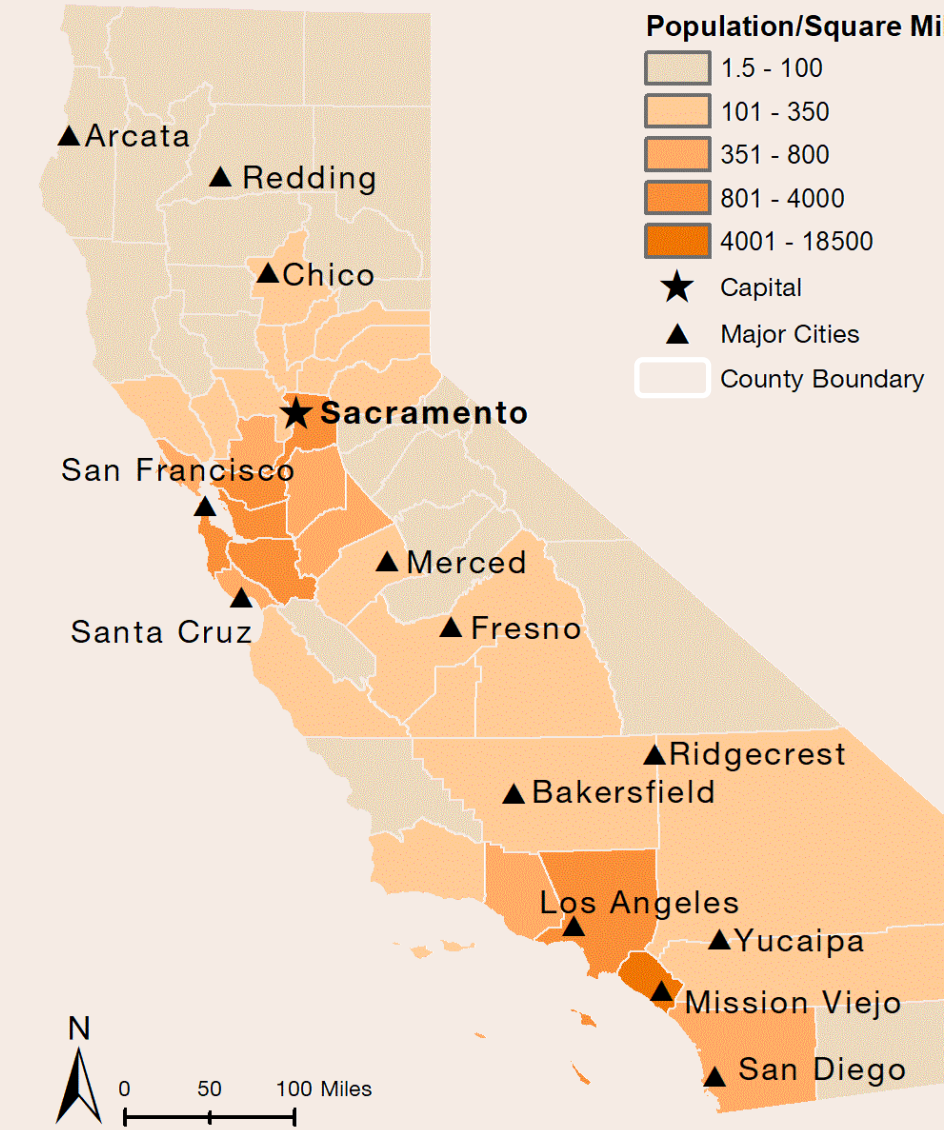 Population/Square Mi
1.5 - 100
101 - 350
351 - 800
801 - 4000
4001 - 18500
Capital
Major Cities
County Boundary
Arcata
Redding
Chico
Sacramento
San Francisco
Merced
Santa Cruz
Fresno
Ridgecrest
Bakersfield
Los Angeles
Yucaipa
Mission Viejo
San Diego
N
0 50 100 Miles